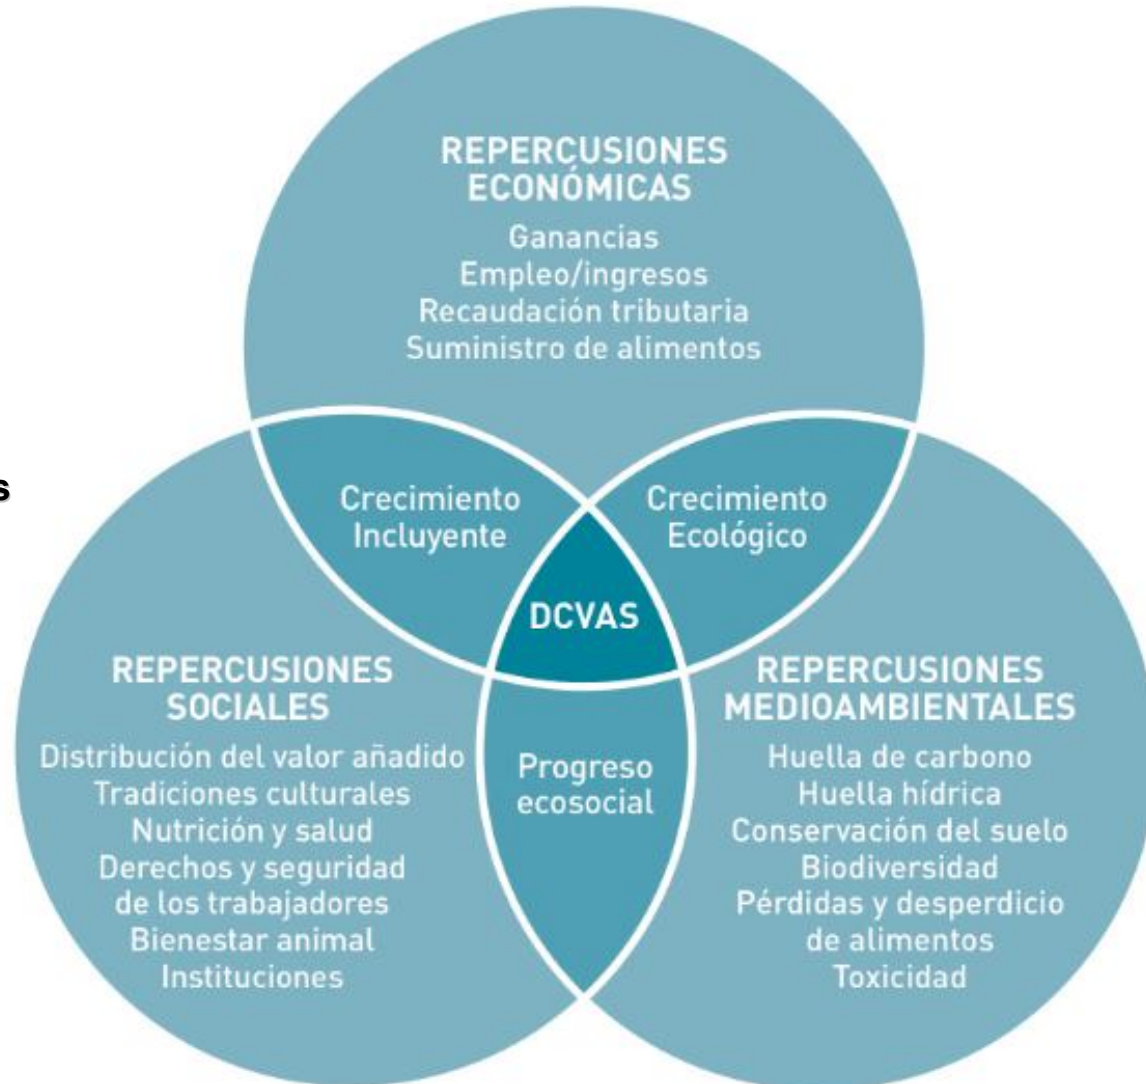 REPERCUSIONES
ECONÓMICAS
Ganancias
Empleo/ingresos
Recaudación tributaria
Suministro de alimentos
s
Crecimiento
Incluyente
Crecimiento
Ecológico
DCVAS
REPERCUSIONES
SOCIALES
Distribución del valor añadido
Tradiciones culturales
Nutrición y salud
Derechos y seguridad
de los trabajadores
Bienestar animal
Instituciones
Progreso
ecosocial
REPERCUSIONES
MEDIOAMBIENTALES
Huella de carbono
Huella hídrica
Conservación del suelo
Biodiversidad
Pérdidas y desperdicio
de alimentos
Toxicidad